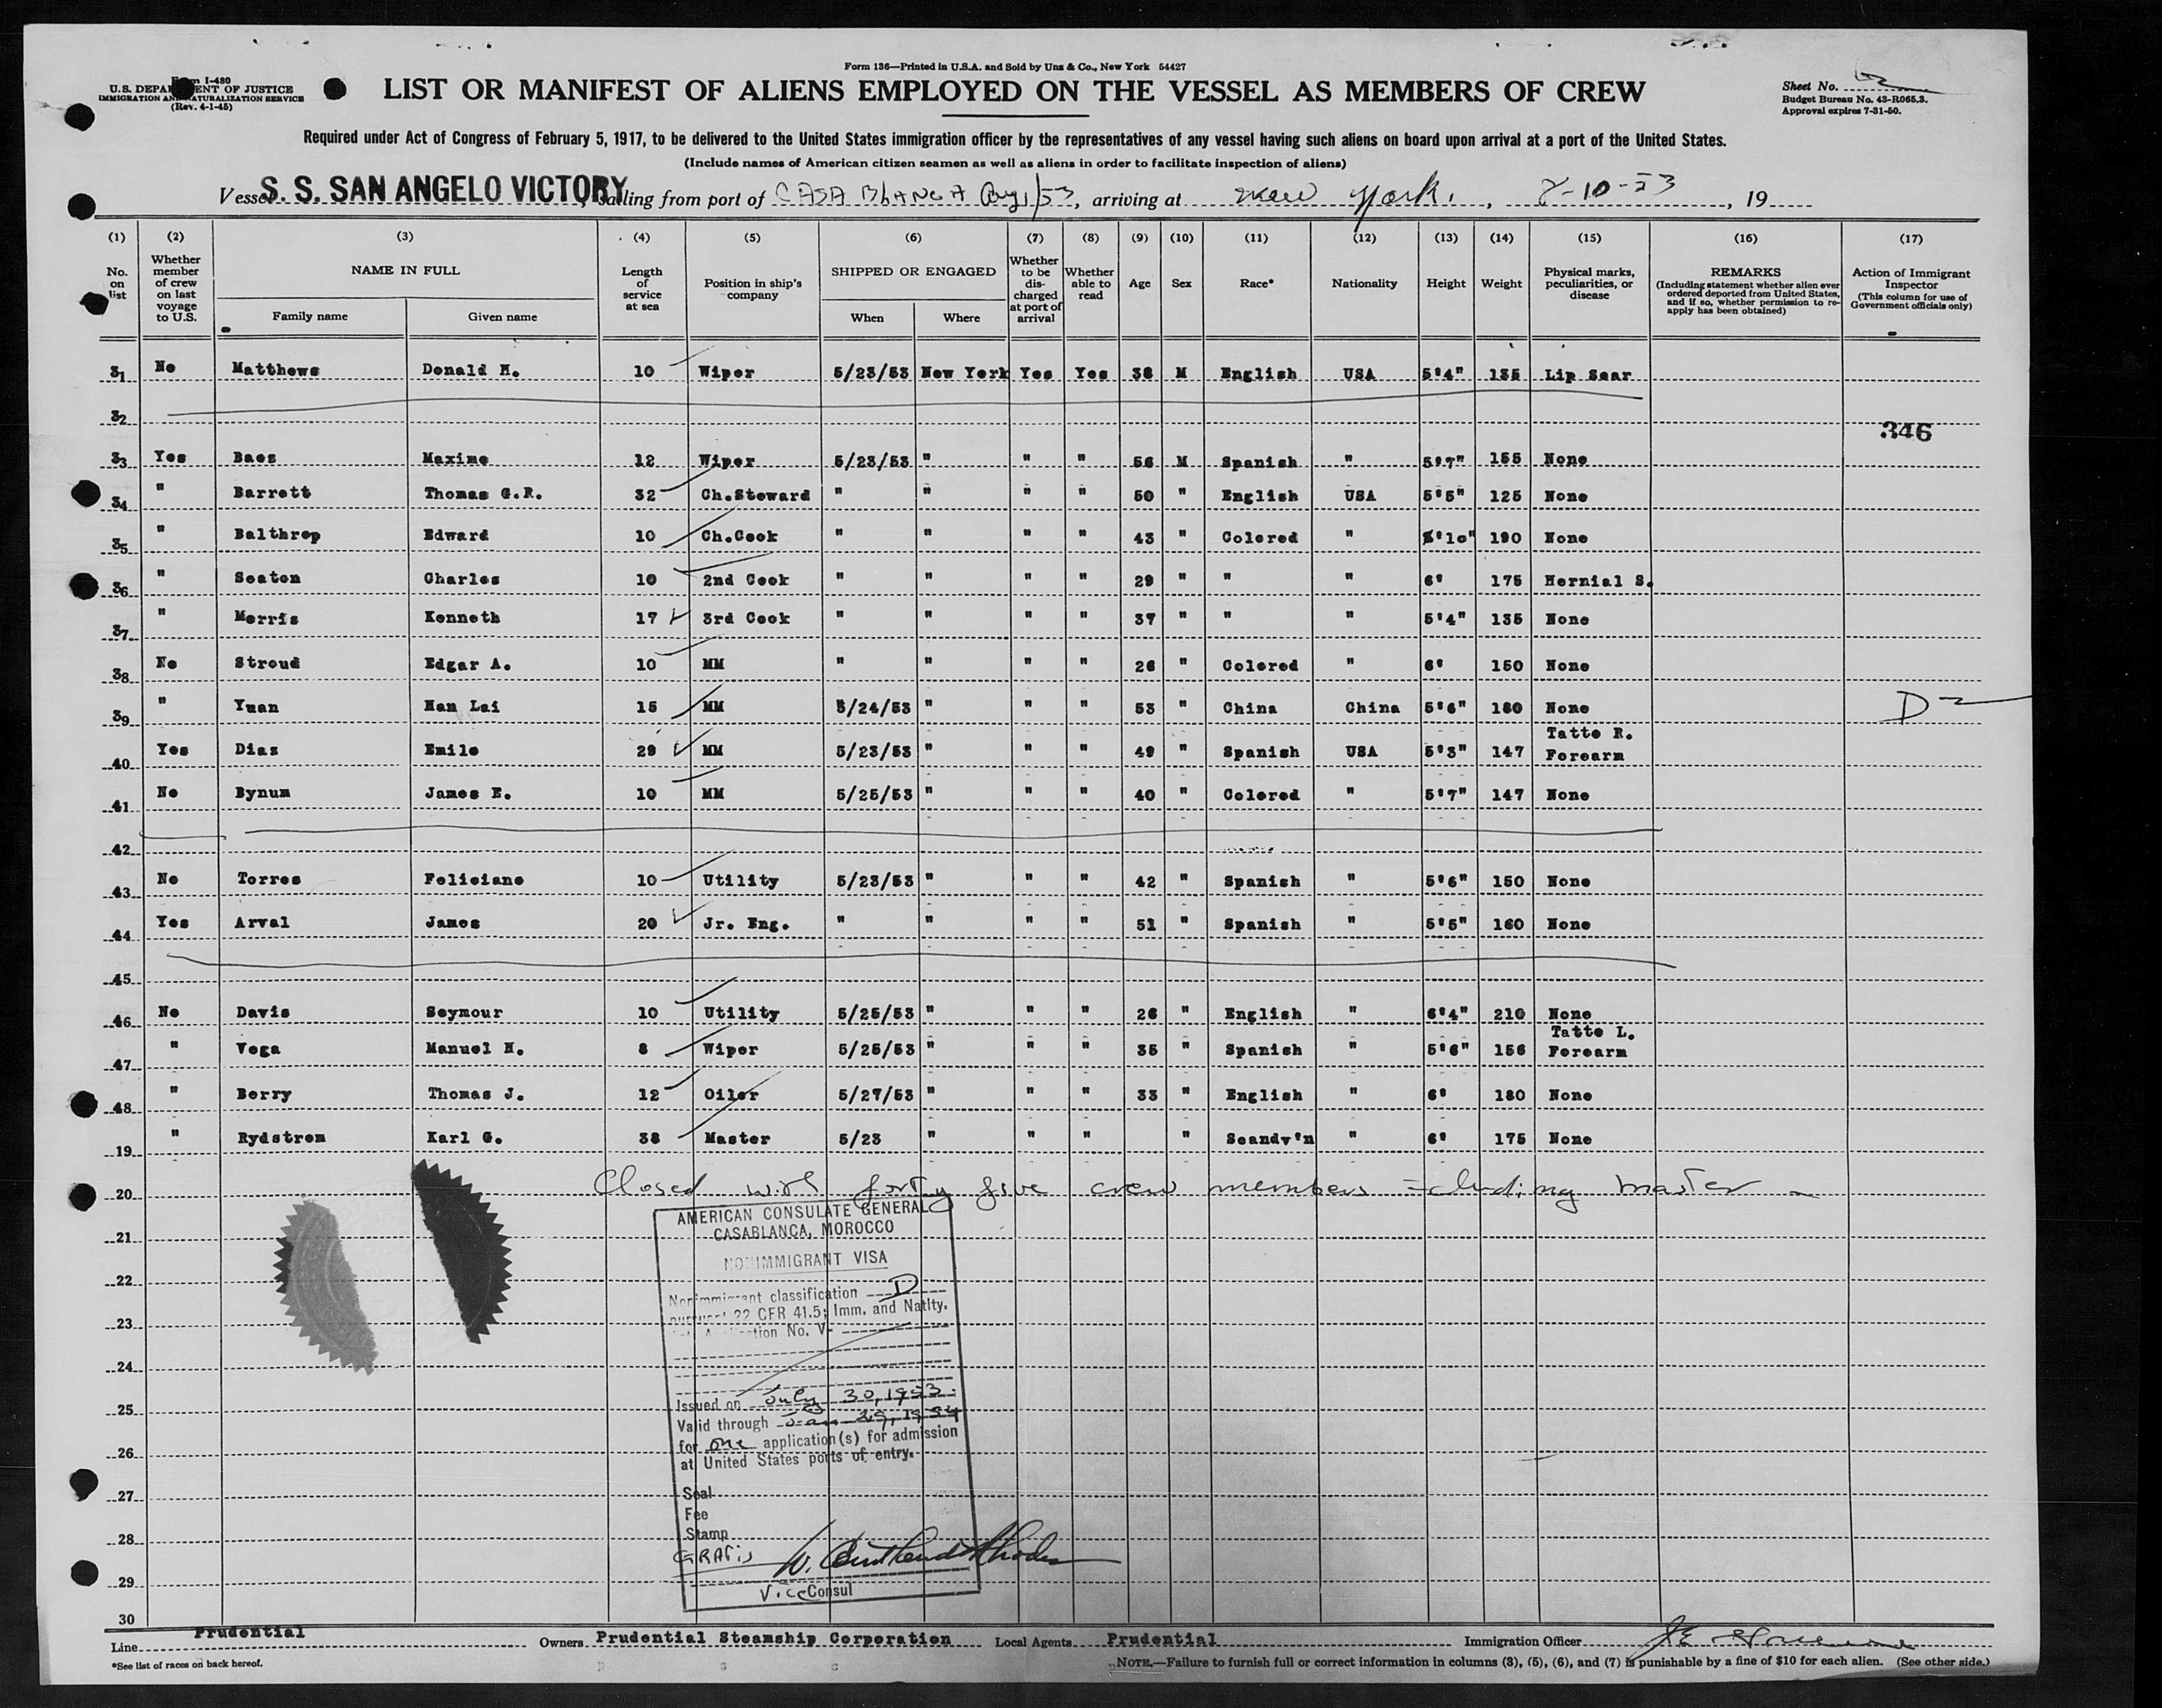 Form 136—Printed in U.S.A. and Sold by Unz & Co., New York 54427
Form I-480
U.S. DEPARTMENT OF JUSTICE
IMMIGRATION AND NATURALIZATION SERVICE
(Rev. 4-1-45)
LIST OR MANIFEST OF ALIENS EMPLOYED ON THE VESSEL AS MEMBERS OF CREW
Sheet No.
Budget Bureau No. 43-R065.3.
Approval expires 7-31-50.
Required under Act of Congress of February 5, 1917, to be delivered to the United States immigration officer by the representatives of any vessel having such aliens on board upon arrival at a port of the United States.
(Include names of American citizen seamen as well as aliens in order to facilitate inspection of aliens)
Vessel S. S. SAN ANGELO VICTORY, sailing from port of CASA BLANCA Aug 1/53, arriving at New York, 8-10-53, 19
(1) (2) (3) (4) (5) (6) (7) (8) (9) (10) (11) (12) (13) (14) (15) (16) (17)
No. on list
Whether member of crew on last voyage to U.S.
NAME IN FULL
Family name Given name
Length of service at sea
Position in ship's company
SHIPPED OR ENGAGED
When Where
Whether to be discharged at port of arrival
Whether able to read
Age
Sex
Race*
Nationality
Height
Weight
Physical marks, peculiarities, or disease
REMARKS
(Including statement whether alien ever ordered deported from United States, and if so, whether permission to re-apply has been obtained)
Action of Immigrant Inspector
(This column for use of Government officials only)
31 No Matthews Donald H. 10 Wiper 5/23/53 New York Yes Yes 38 M English USA 5'4" 135 Lip Scar
32
346
33 Yes Baez Maximo 12 Wiper 5/23/53 " " " 56 M Spanish " 5'7" 155 None
34 " Barrett Thomas G.R. 32 Ch.Steward " " " " 50 " English USA 5'5" 125 None
35 " Balthrop Edward 10 Ch.Cook " " " " 43 " Colored " 5'10" 190 None
36 " Seaton Charles 10 2nd Cook " " " " 29 " " " 6' 175 Hernial S.
37 " Morris Kenneth 17 3rd Cook " " " " 37 " " " 5'4" 135 None
38 No Stroud Edgar A. 10 MM " " " " 26 " Colored " 6' 150 None
39 " Yuan Han Lai 15 MM 5/24/53 " " " 53 " China China 5'6" 180 None D
40 Yes Diaz Emilo 29 MM 5/23/53 " " " 49 " Spanish USA 5'3" 147 Tatto R. Forearm
41 No Bynum James E. 10 MM 5/25/53 " " " 40 " Colored " 5'7" 147 None
42
43 No Torres Feliciano 10 Utility 5/23/53 " " " 42 " Spanish " 5'6" 150 None
44 Yes Arval James 20 Jr. Eng. " " " " 51 " Spanish " 5'5" 160 None
45
46 No Davis Seymour 10 Utility 5/25/53 " " " 26 " English " 6'4" 210 None
47 " Vega Manuel H. 8 Wiper 5/25/53 " " " 35 " Spanish " 5'6" 156 Tatto L. Forearm
48 " Berry Thomas J. 12 Oiler 5/27/53 " " " 33 " English " 6' 180 None
19 " Rydstrom Karl G. 38 Master 5/23 " " " " Scandv'n " 6' 175 None
20 Closed with forty five crew members including master
21
22
23
24
25
26
27
28
29
30
AMERICAN CONSULATE GENERAL
CASABLANCA, MOROCCO
NONIMMIGRANT VISA
Nonimmigrant classification D
pursuant 22 CFR 41.5; Imm. and Natlty.
Application No. V-
Issued on July 30, 1953.
Valid through Jan 29, 1954
for one application(s) for admission
at United States ports of entry.
Seal
Fee
Stamp
GRATIS
Vice Consul
Line Prudential Owners Prudential Steamship Corporation Local Agents Prudential Immigration Officer
*See list of races on back hereof.
NOTE.—Failure to furnish full or correct information in columns (3), (5), (6), and (7) is punishable by a fine of $10 for each alien. (See other side.)